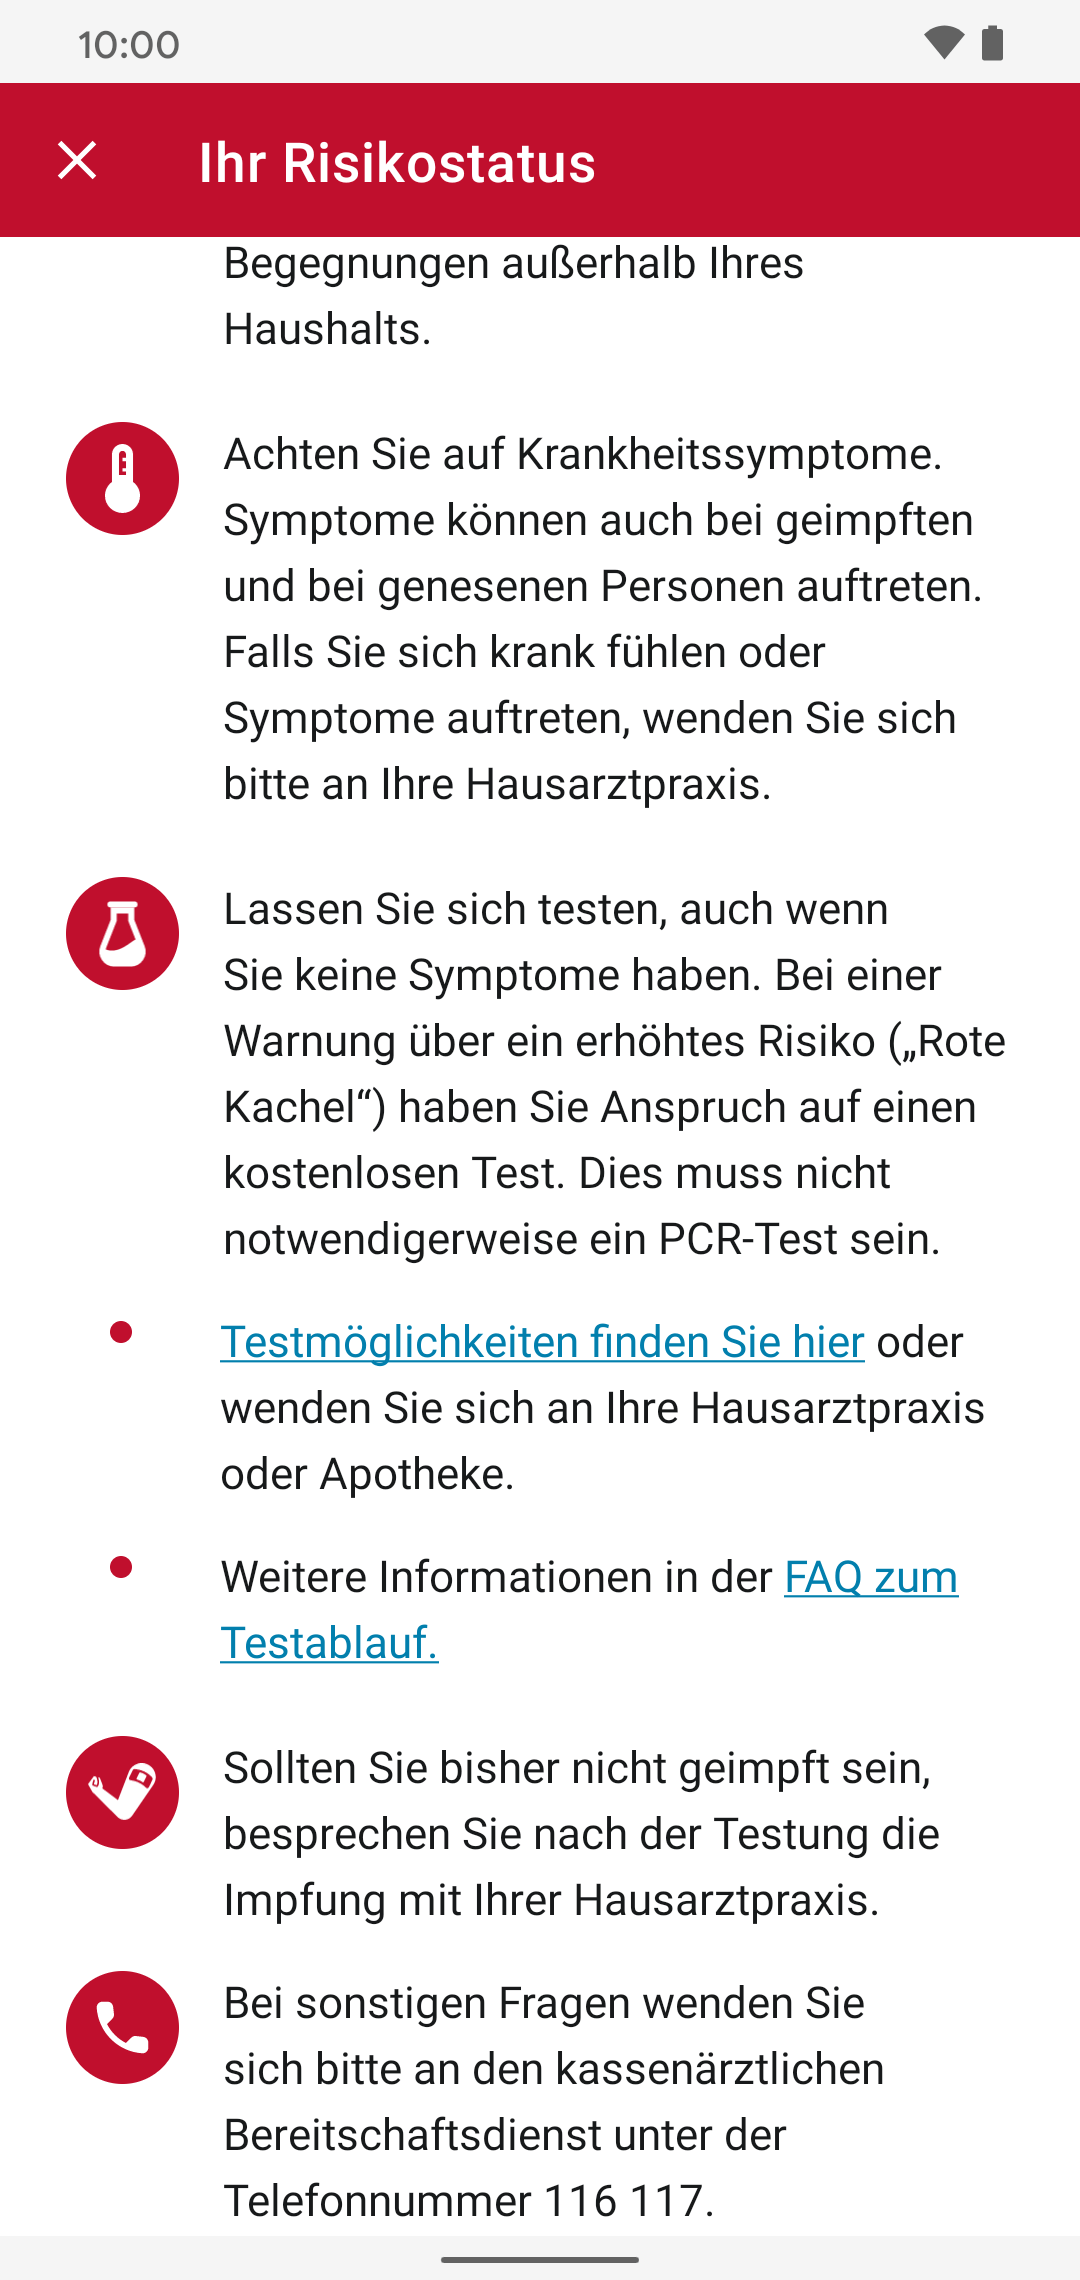 10:00
Ihr Risikostatus
Begegnungen außerhalb Ihres
Haushalts.
Achten Sie auf Krankheitssymptome.
Symptome können auch bei geimpften
und bei genesenen Personen auftreten.
Falls Sie sich krank fühlen oder
Symptome auftreten, wenden Sie sich
bitte an Ihre Hausarztpraxis.
Lassen Sie sich testen, auch wenn
Sie keine Symptome haben. Bei einer
Warnung über ein erhöhtes Risiko („Rote
Kachel“) haben Sie Anspruch auf einen
kostenlosen Test. Dies muss nicht
notwendigerweise ein PCR-Test sein.
Testmöglichkeiten finden Sie hier oder
wenden Sie sich an Ihre Hausarztpraxis
oder Apotheke.
Weitere Informationen in der FAQ zum
Testablauf.
Sollten Sie bisher nicht geimpft sein,
besprechen Sie nach der Testung die
Impfung mit Ihrer Hausarztpraxis.
Bei sonstigen Fragen wenden Sie
sich bitte an den kassenärztlichen
Bereitschaftsdienst unter der
Telefonnummer 116 117.